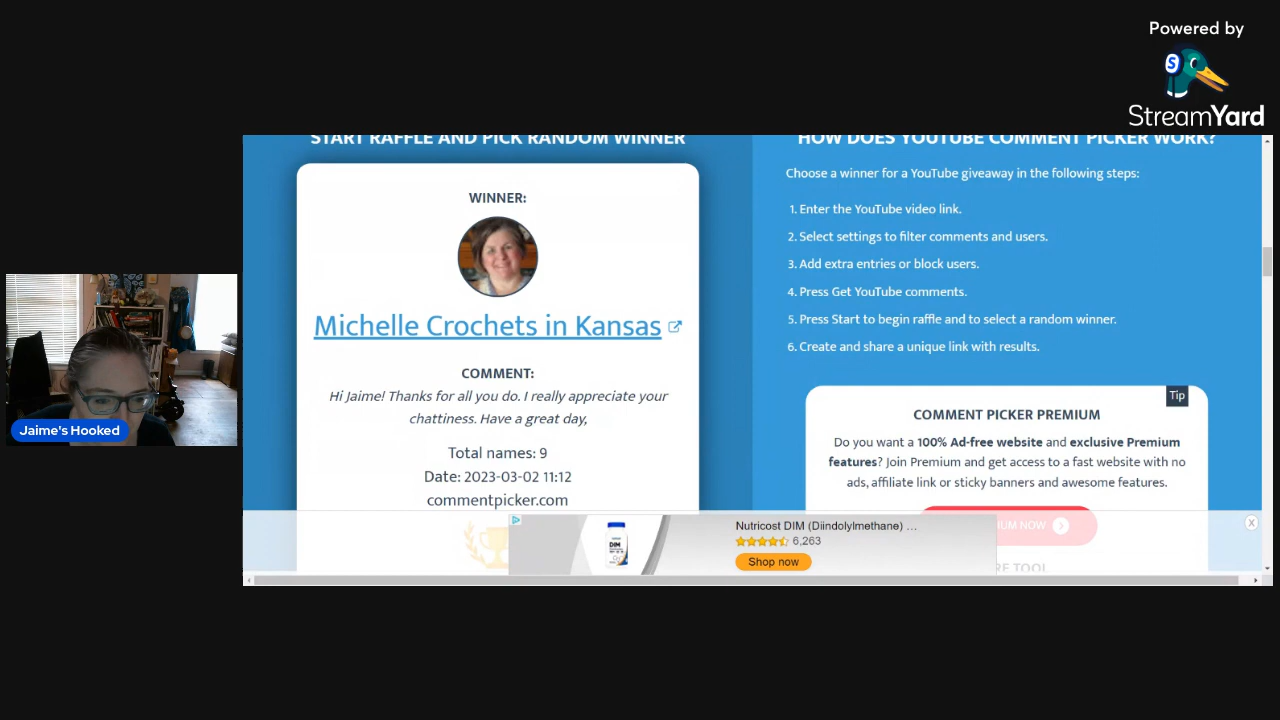 Powered by
S
StreamYard
START RAFFLE AND PICK RANDOM WINNER
WINNER:
Michelle Crochets in Kansas
COMMENT:
Hi Jaime! Thanks for all you do. I really appreciate your
chattiness. Have a great day,
Total names: 9
Date: 2023-03-02 11:12
commentpicker.com
HOW DOES YOUTUBE COMMENT PICKER WORK?
Choose a winner for a YouTube giveaway in the following steps:
1. Enter the YouTube video link.
2. Select settings to filter comments and users.
3. Add extra entries or block users.
4. Press Get YouTube comments.
5. Press Start to begin raffle and to select a random winner.
6. Create and share a unique link with results.
Tip
COMMENT PICKER PREMIUM
Do you want a 100% Ad-free website and exclusive Premium
features? Join Premium and get access to a fast website with no
ads, affiliate link or sticky banners and awesome features.
NOW
TOOL
Nutricost DIM (Diindolylmethane) ...
6,263
Shop now
DIM
X
Jaime's Hooked